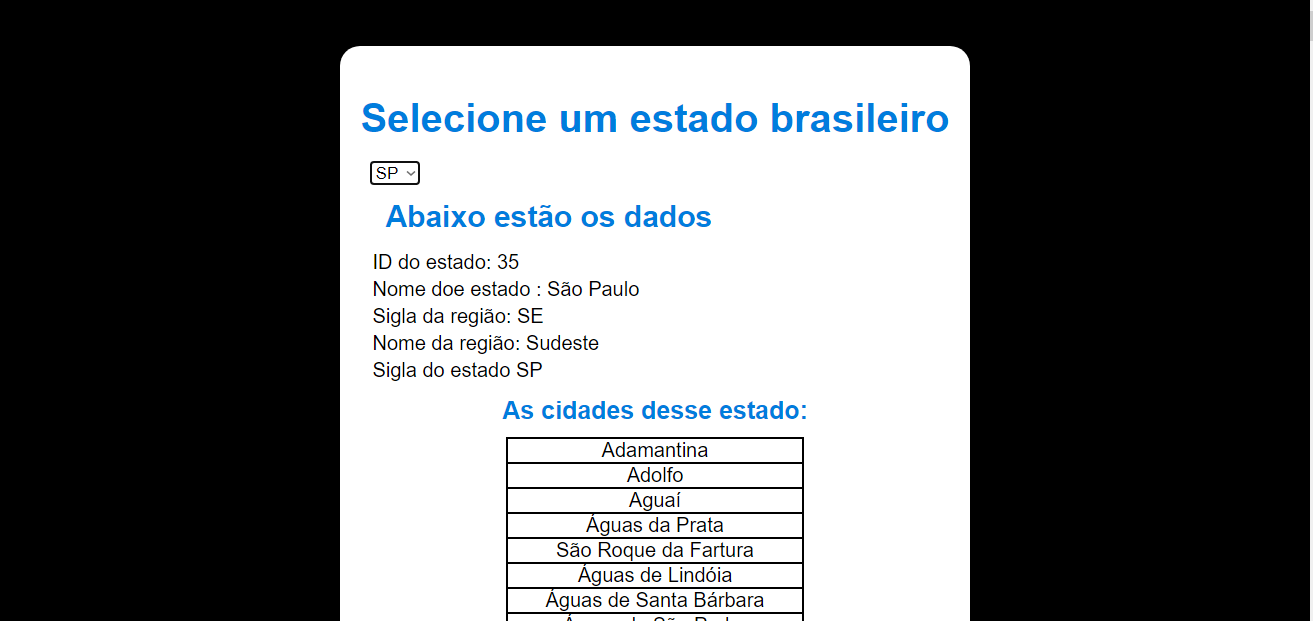 Selecione um estado brasileiro
SP
Abaixo estão os dados
ID do estado: 35
Nome doe estado : São Paulo
Sigla da região: SE
Nome da região: Sudeste
Sigla do estado SP
As cidades desse estado:
Adamantina
Adolfo
Aguaí
Águas da Prata
São Roque da Fartura
Águas de Lindóia
Águas de Santa Bárbara